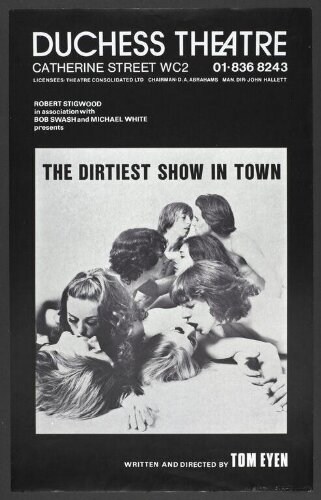 DUCHESS THEATRE
CATHERINE STREET WC2 01·836 8243
LICENSEES: THEATRE CONSOLIDATED LTD CHAIRMAN: D.A. ABRAHAMS MAN. DIR: JOHN HALLETT
ROBERT STIGWOOD
in association with
BOB SWASH and MICHAEL WHITE
presents
THE DIRTIEST SHOW IN TOWN
WRITTEN AND DIRECTED BY TOM EYEN